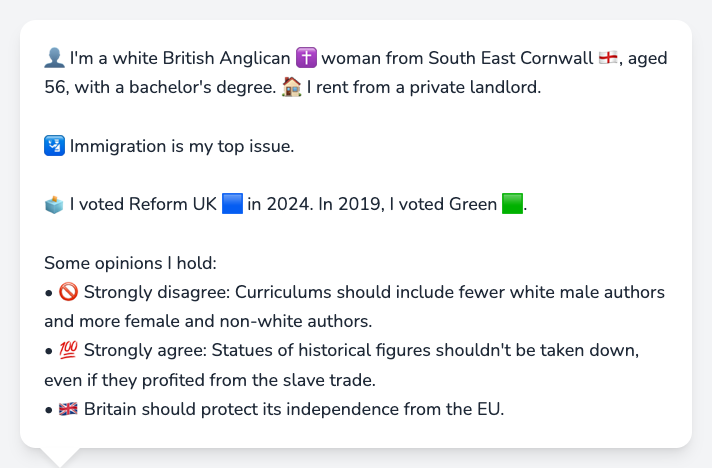 👤 I'm a white British Anglican ✝️ woman from South East Cornwall 🏴󠁧󠁢󠁥󠁮󠁧󠁿, aged
56, with a bachelor's degree. 🏠 I rent from a private landlord.
🛂 Immigration is my top issue.
🗳️ I voted Reform UK 🟦 in 2024. In 2019, I voted Green 🟩.
Some opinions I hold:
• 🚫 Strongly disagree: Curriculums should include fewer white male authors
and more female and non-white authors.
• 💯 Strongly agree: Statues of historical figures shouldn't be taken down,
even if they profited from the slave trade.
• 🇬🇧 Britain should protect its independence from the EU.